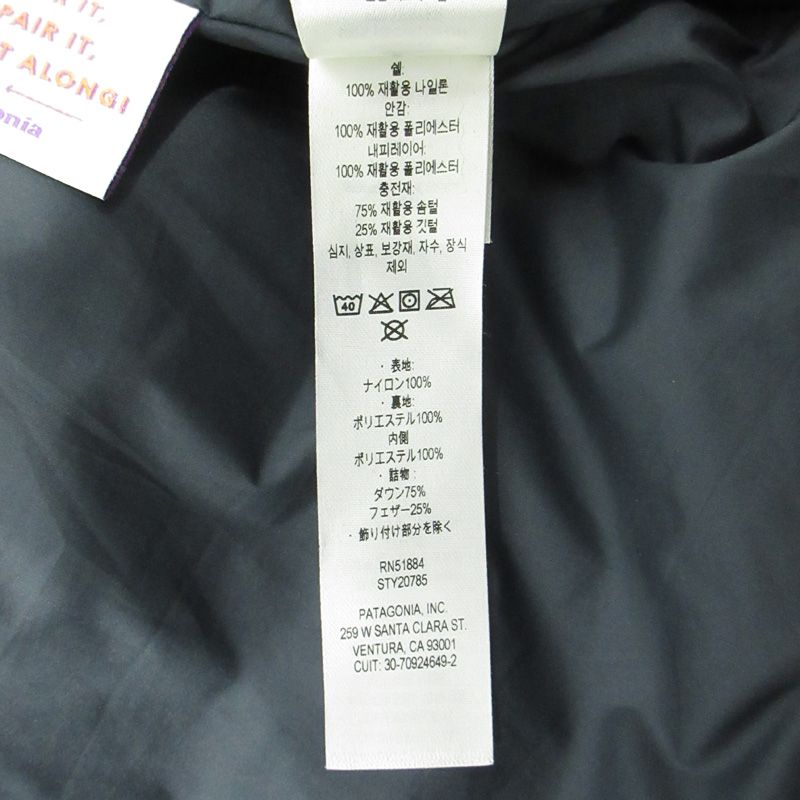 IT,
PAIR IT,
ALONG!
쉘:
100% 재활용 나일론
안감:
100% 재활용 폴리에스터
내피레이어:
100% 재활용 폴리에스터
충전재:
75% 재활용 솜털
25% 재활용 깃털
심지, 상표, 보강재, 자수, 장식
제외
40
・表地:
ナイロン100%
・裏地:
ポリエステル100%
内側
ポリエステル100%
・詰物:
ダウン75%
フェザー25%
・飾り付け部分を除く
RN51884
STY20785
PATAGONIA, INC.
259 W SANTA CLARA ST.
VENTURA, CA 93001
CUIT: 30-70924649-2